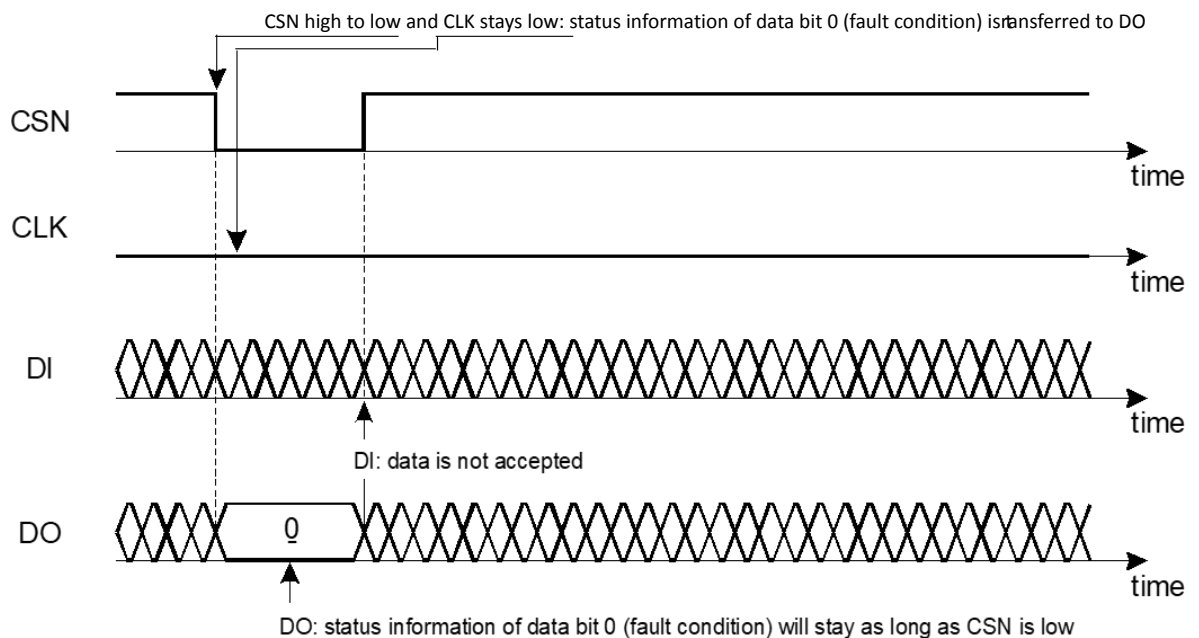 CSN high to low and CLK stays low: status information of data bit 0 (fault condition) is transferred to DO
CSN
time
CLK
time
DI
time
DI: data is not accepted
DO
0
time
DO: status information of data bit 0 (fault condition) will stay as long as CSN is low